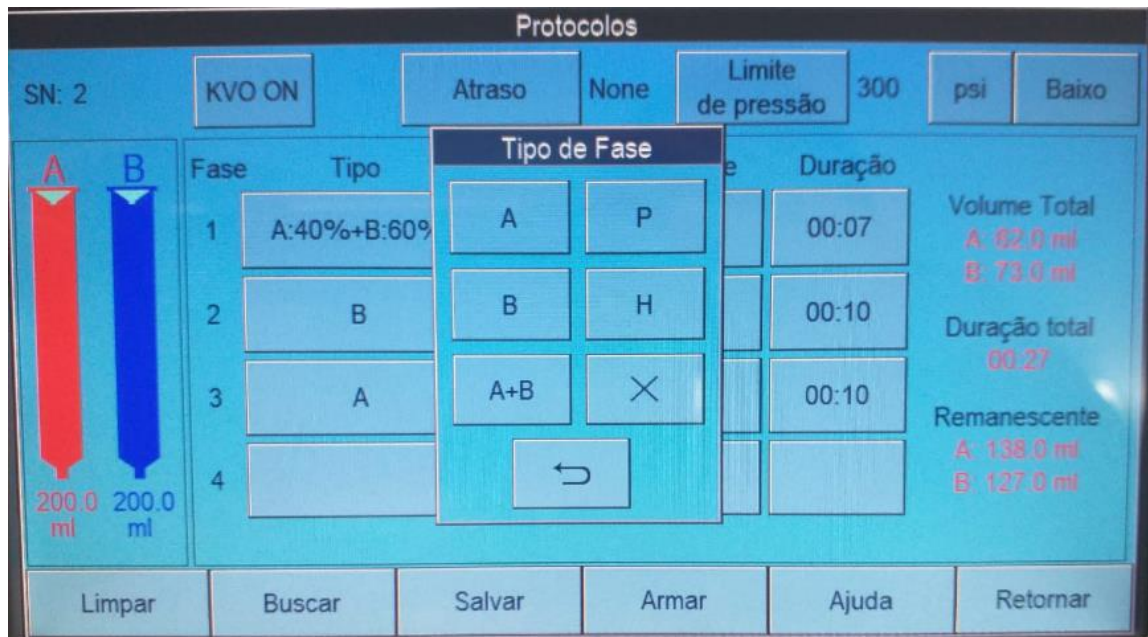 Protocolos
SN: 2
KVO ON
Atraso
None
Limite
de pressão
300
psi
Baixo
A
B
200.0
ml
200.0
ml
Fase
Tipo
e
Duração
1
A:40%+B:60%
00:07
2
B
00:10
3
A
00:10
4
Tipo de Fase
A
P
B
H
A+B
Volume Total
A: 62.0 ml
B: 73.0 ml
Duração total
00:27
Remanescente
A: 138.0 ml
B: 127.0 ml
Limpar
Buscar
Salvar
Armar
Ajuda
Retornar